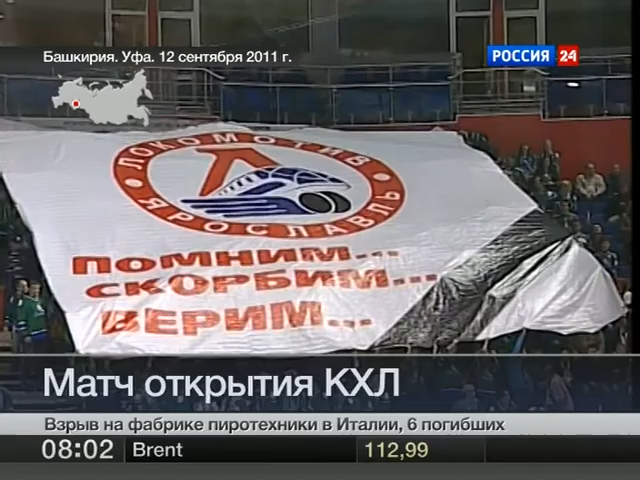 Башкирия. Уфа. 12 сентября 2011 г.
РОССИЯ 24
ЛОКОМОТИВ
ЯРОСЛАВЛЬ
ПОМНИМ...
СКОРБИМ...
ВЕРИМ...
Матч открытия КХЛ
Взрыв на фабрике пиротехники в Италии, 6 погибших
08:02 Brent 112,99